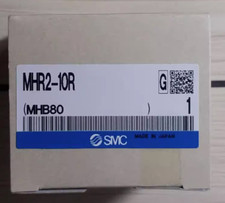 MHR2-10R
G
(MHB80 )
1
SMC
MADE IN JAPAN